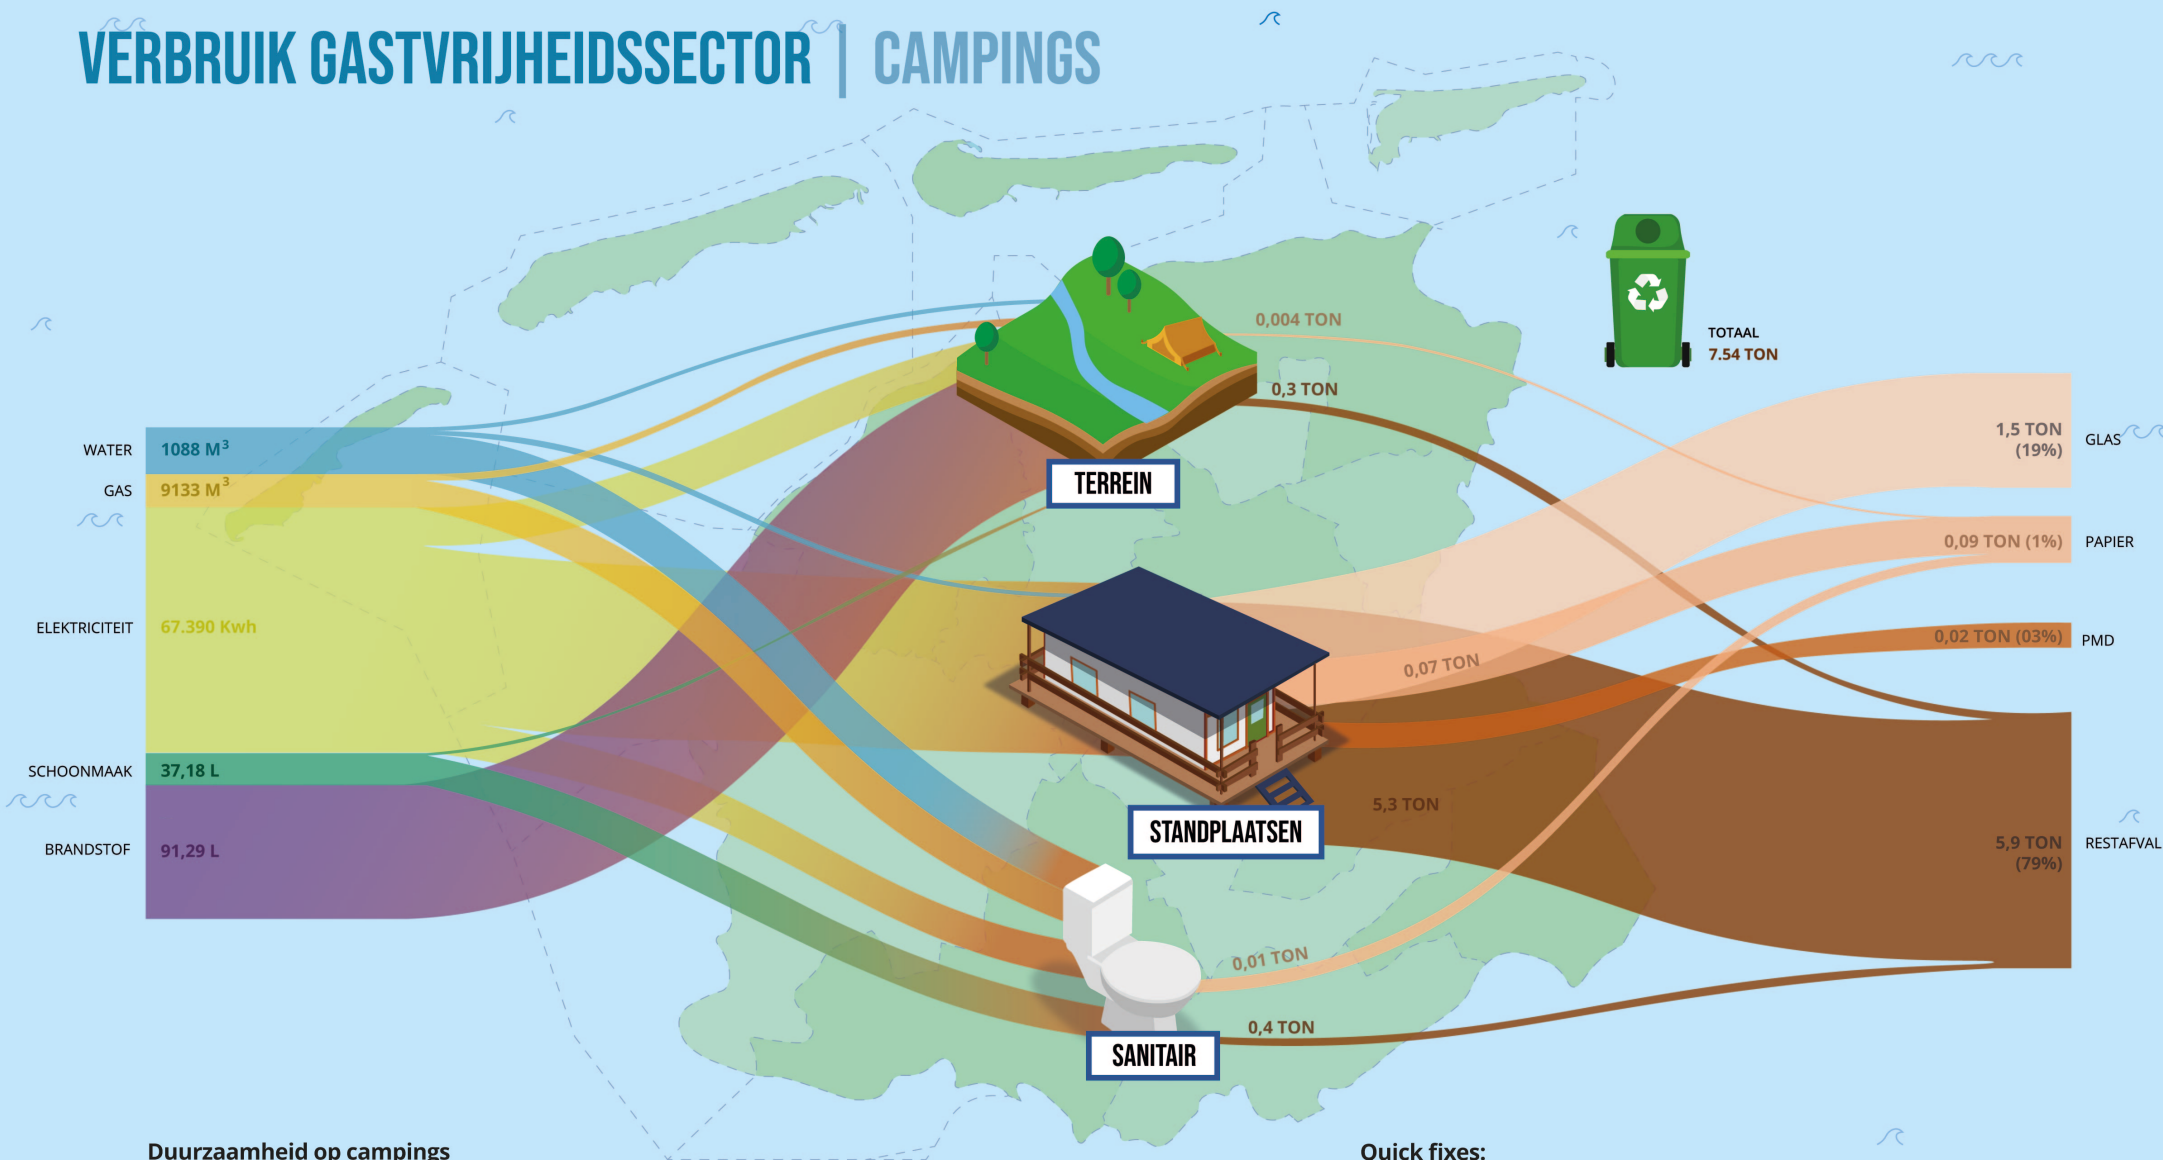 VERBRUIK GASTVRIJHEIDSSECTOR | CAMPINGS
0,004 TON
TOTAAL
7.54 TON
0,3 TON
WATER
1088 M³
1,5 TON
(19%)
GLAS
GAS
9133 M³
TERREIN
0,09 TON (1%)
PAPIER
ELEKTRICITEIT
67.390 Kwh
0,02 TON (03%)
PMD
0,07 TON
SCHOONMAAK
37,18 L
5,3 TON
STANDPLAATSEN
BRANDSTOF
91,29 L
5,9 TON
(79%)
RESTAFVAL
0,01 TON
0,4 TON
SANITAIR
Duurzaamheid op campings
Quick fixes: